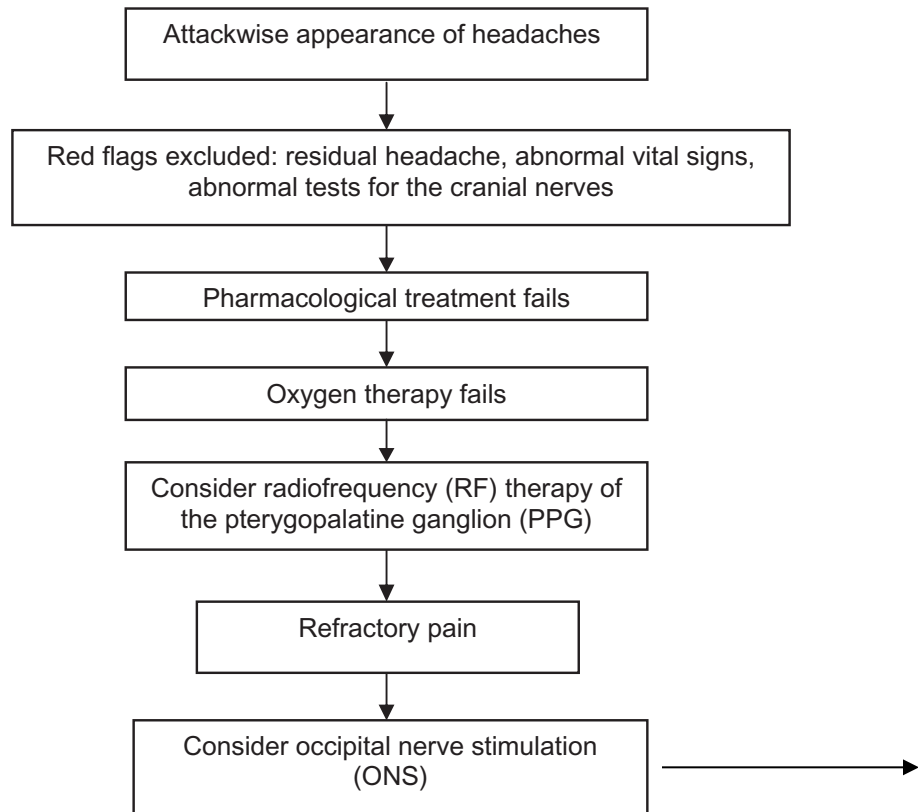 Attackwise appearance of headaches
Red flags excluded: residual headache, abnormal vital signs,
abnormal tests for the cranial nerves
Pharmacological treatment fails
Oxygen therapy fails
Consider radiofrequency (RF) therapy of
the pterygopalatine ganglion (PPG)
Refractory pain
Consider occipital nerve stimulation
(ONS)